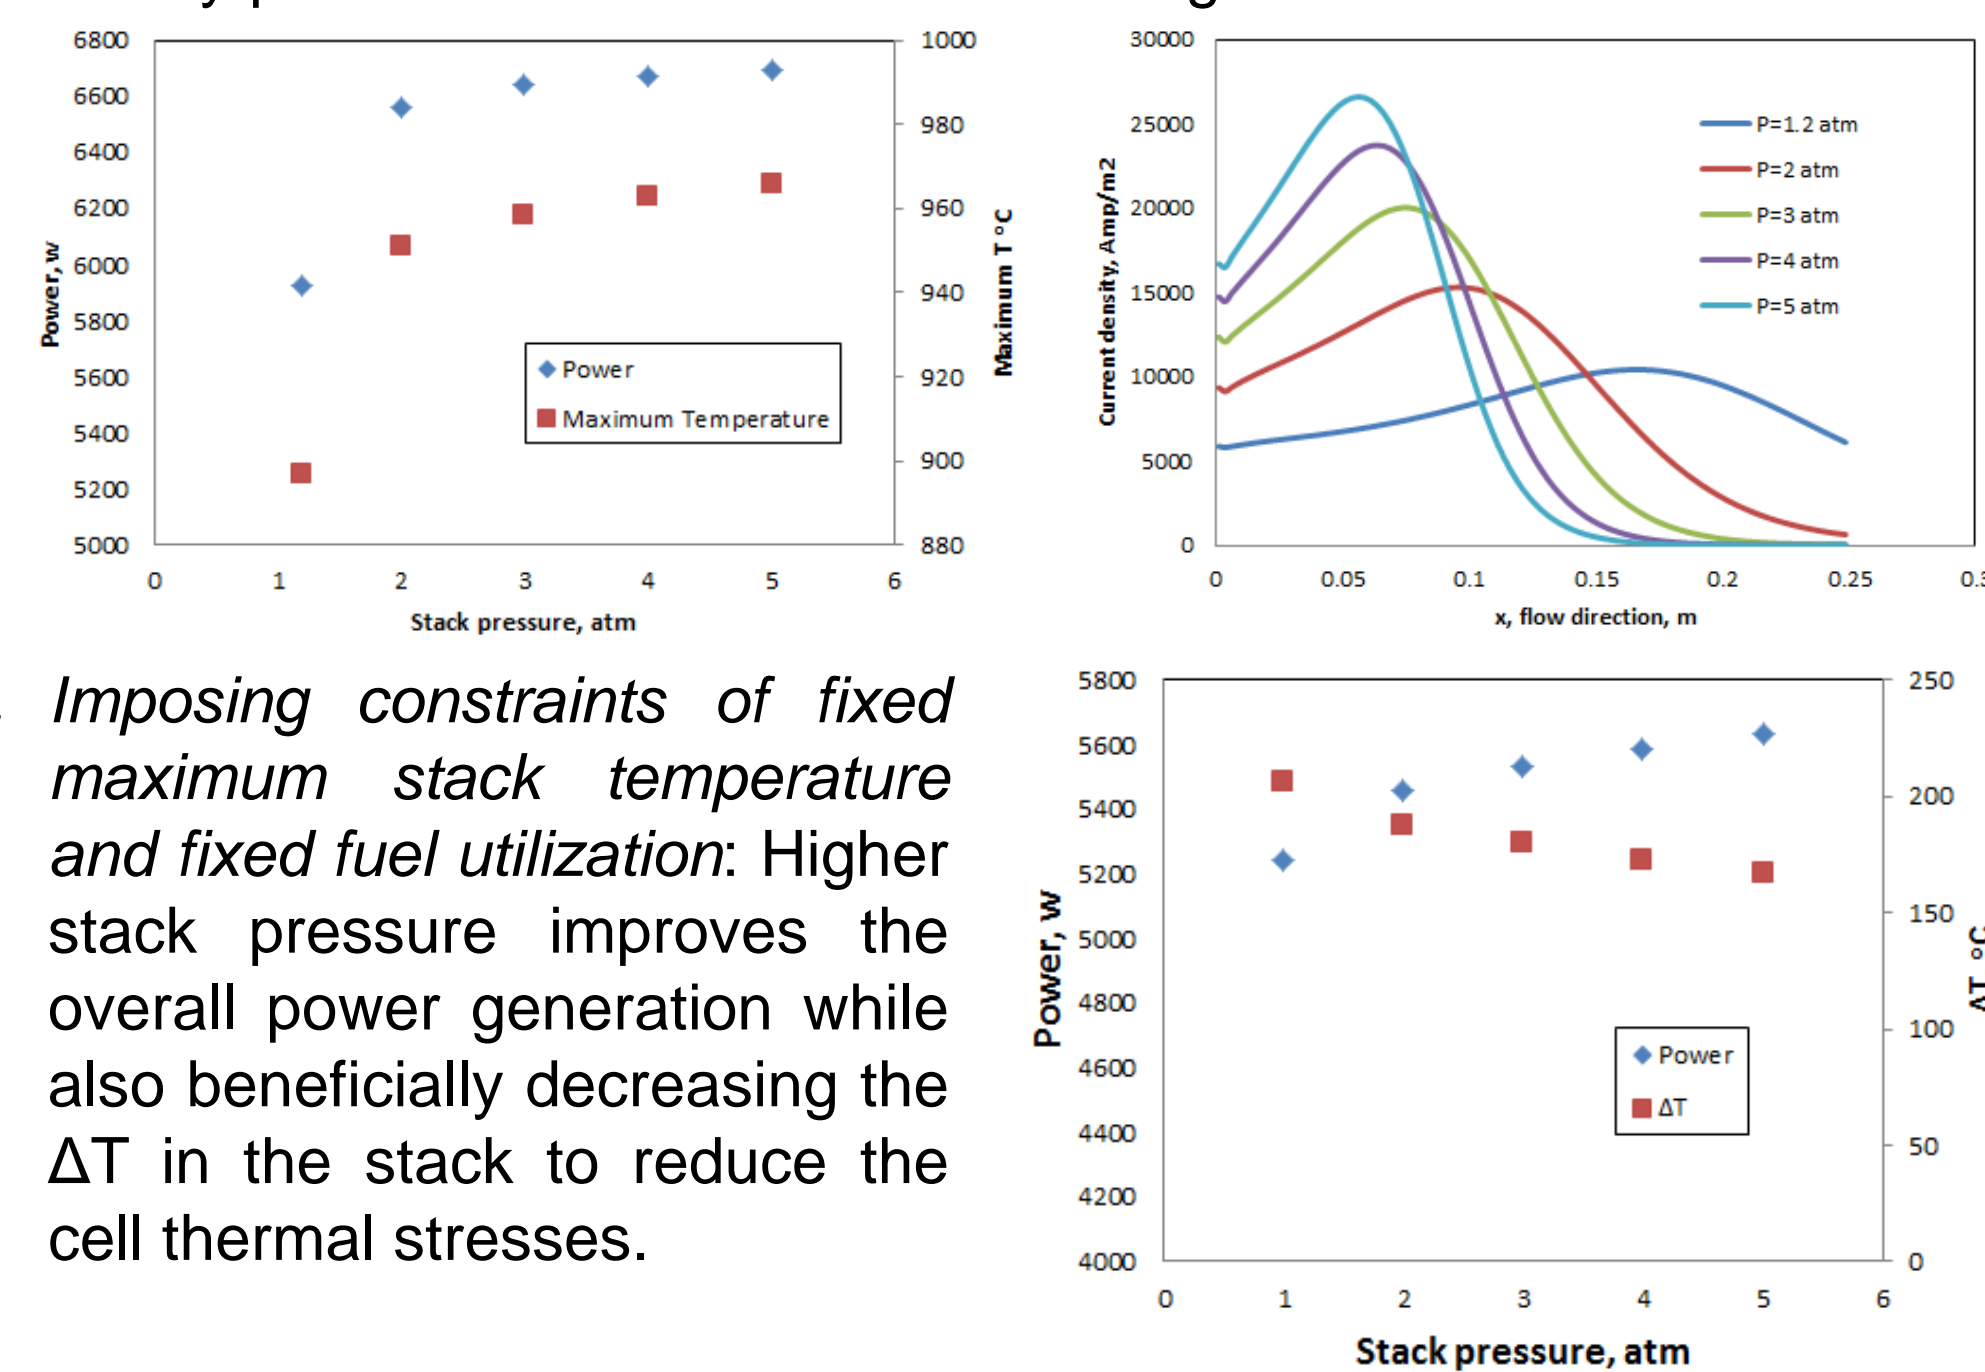 6800
6600
6400
6200
6000
5800
5600
5400
5200
5000
Power, w
1000
980
960
940
920
900
880
Maximum T °C
Power
Maximum Temperature
0 1 2 3 4 5 6
Stack pressure, atm
30000
25000
20000
15000
10000
5000
0
Current density, Amp/m2
P=1.2 atm
P=2 atm
P=3 atm
P=4 atm
P=5 atm
0 0.05 0.1 0.15 0.2 0.25
x, flow direction, m
Imposing constraints of fixed
maximum stack temperature
and fixed fuel utilization: Higher
stack pressure improves the
overall power generation while
also beneficially decreasing the
ΔT in the stack to reduce the
cell thermal stresses.
5800
5600
5400
5200
5000
4800
4600
4400
4200
4000
Power, w
250
200
150
100
50
0
ΔT, °C
Power
ΔT
0 1 2 3 4 5 6
Stack pressure, atm